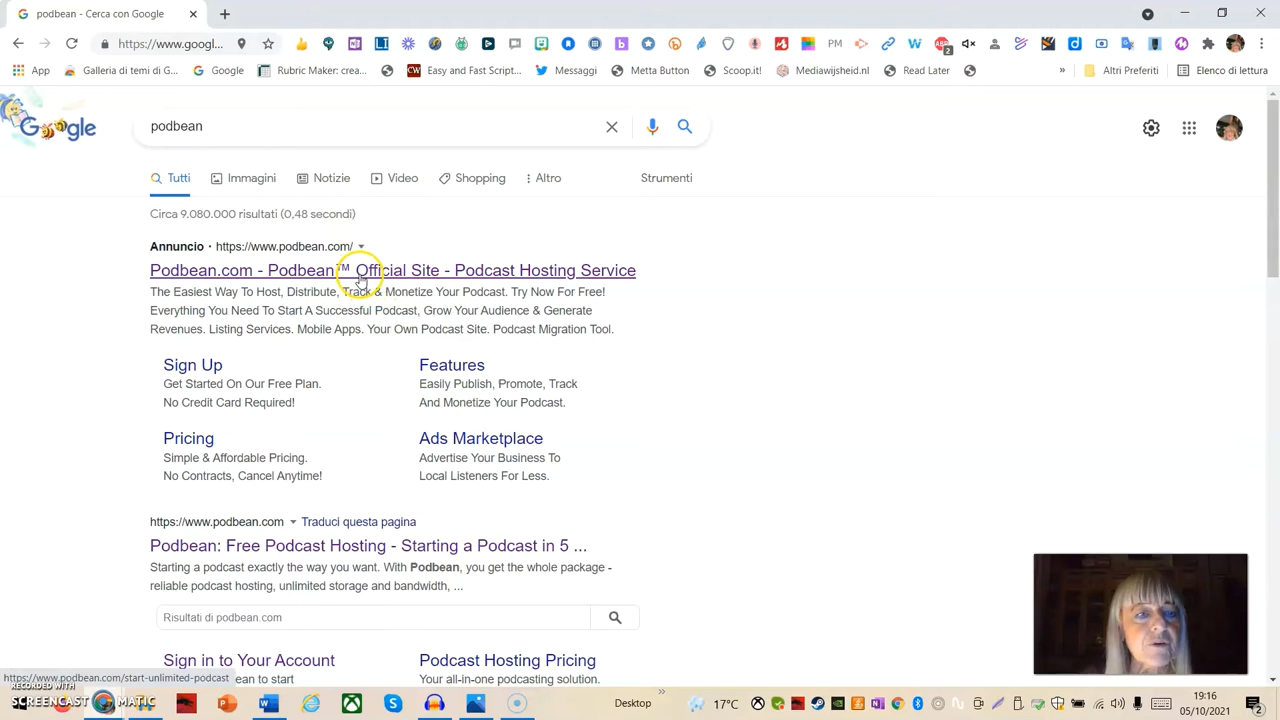 podbean - Cerca con Google
https://www.googl...
PM
2
App
Galleria di temi di G...
Google
Rubric Maker: crea...
CW
Easy and Fast Script...
Messaggi
Metta Button
Scoop.it!
Mediawijsheid.nl
Read Later
»
Altri Preferiti
Elenco di lettura
Google
podbean
Tutti
Immagini
Notizie
Video
Shopping
Altro
Strumenti
Circa 9.080.000 risultati (0,48 secondi)
Annuncio · https://www.podbean.com/
Podbean.com - Podbean™ Official Site - Podcast Hosting Service
The Easiest Way To Host, Distribute, Track & Monetize Your Podcast. Try Now For Free!
Everything You Need To Start A Successful Podcast, Grow Your Audience & Generate
Revenues. Listing Services. Mobile Apps. Your Own Podcast Site. Podcast Migration Tool.
Sign Up
Get Started On Our Free Plan.
No Credit Card Required!
Features
Easily Publish, Promote, Track
And Monetize Your Podcast.
Pricing
Simple & Affordable Pricing.
No Contracts, Cancel Anytime!
Ads Marketplace
Advertise Your Business To
Local Listeners For Less.
https://www.podbean.com
Traduci questa pagina
Podbean: Free Podcast Hosting - Starting a Podcast in 5 ...
Starting a podcast exactly the way you want. With Podbean, you get the whole package -
reliable podcast hosting, unlimited storage and bandwidth, ...
Risultati di podbean.com
Sign in to Your Account
Podcast Hosting Pricing
bean to start
Your all-in-one podcasting solution.
https://www.podbean.com/start-unlimited-podcast
RECORDED WITH
SCREENCAST MATIC
Desktop
»
17°C
19:16
05/10/2021
2